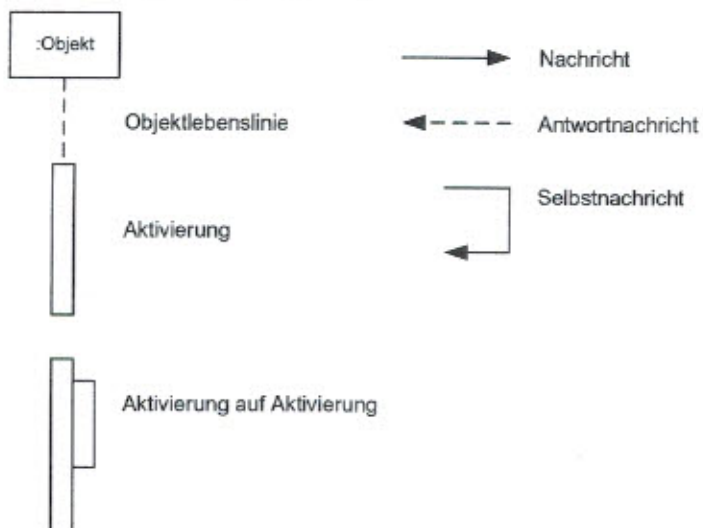 :Objekt
Nachricht
Objektlebenslinie
Antwortnachricht
Selbstnachricht
Aktivierung
Aktivierung auf Aktivierung